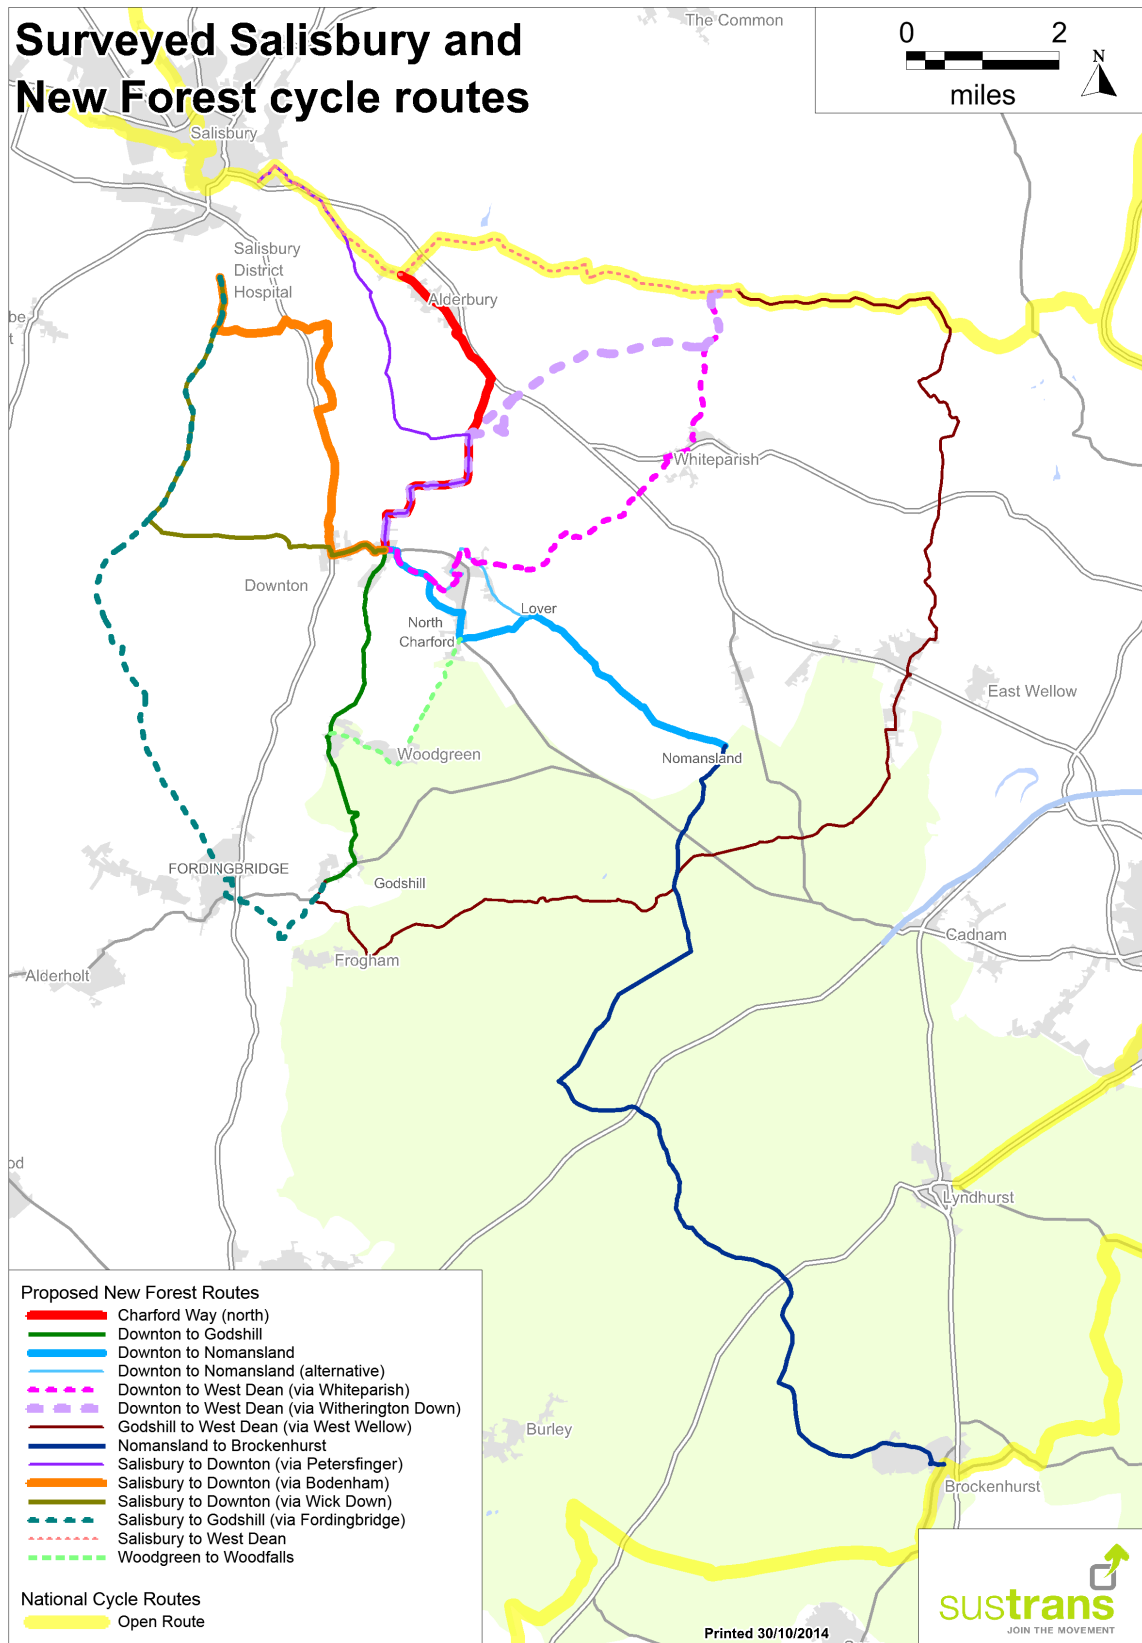 Surveyed Salisbury and
New Forest cycle routes
The Common
0 2
miles
N
Salisbury
Salisbury
District
Hospital
Alderbury
be
t
Whiteparish
Downton
Lover
North
Charford
East Wellow
Woodgreen
Nomansland
FORDINGBRIDGE
Godshill
Cadnam
Frogham
Alderholt
od
Lyndhurst
Burley
Brockenhurst
Proposed New Forest Routes
Charford Way (north)
Downton to Godshill
Downton to Nomansland
Downton to Nomansland (alternative)
Downton to West Dean (via Whiteparish)
Downton to West Dean (via Witherington Down)
Godshill to West Dean (via West Wellow)
Nomansland to Brockenhurst
Salisbury to Downton (via Petersfinger)
Salisbury to Downton (via Bodenham)
Salisbury to Downton (via Wick Down)
Salisbury to Godshill (via Fordingbridge)
Salisbury to West Dean
Woodgreen to Woodfalls
National Cycle Routes
Open Route
sustrans
JOIN THE MOVEMENT
Printed 30/10/2014